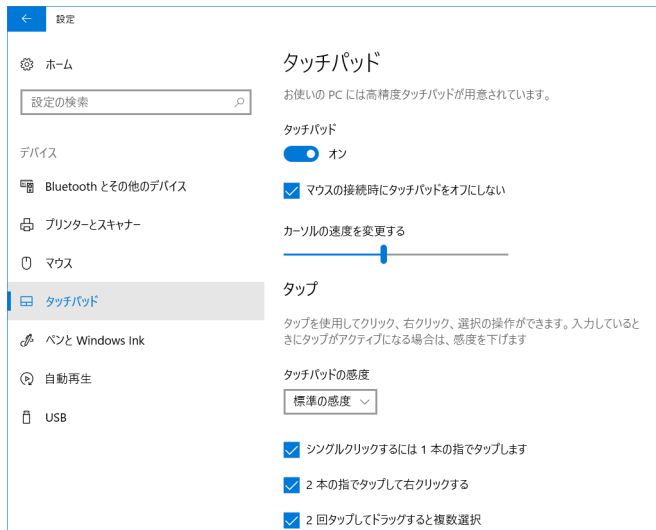 設定
ホーム
設定の検索
デバイス
Bluetooth とその他のデバイス
プリンターとスキャナー
マウス
タッチパッド
ペンと Windows Ink
自動再生
USB
タッチパッド
お使いの PC には高精度タッチパッドが用意されています。
タッチパッド
オン
マウスの接続時にタッチパッドをオフにしない
カーソルの速度を変更する
タップ
タップを使用してクリック、右クリック、選択の操作ができます。入力していると
きにタップがアクティブになる場合は、感度を下げます
タッチパッドの感度
標準の感度
シングルクリックするには 1 本の指でタップします
2 本の指でタップして右クリックする
2 回タップしてドラッグすると複数選択